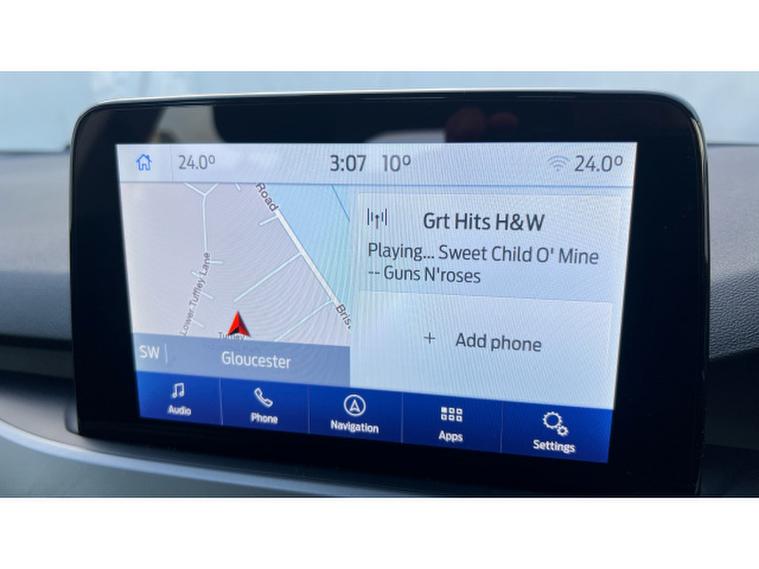 24.0° 3:07 10° 24.0°
Road
Lower Tuffley Lane
Grt Hits H&W
Playing... Sweet Child O' Mine
-- Guns N'roses
Add phone
SW
Gloucester
Audio
Phone
Navigation
Apps
Settings